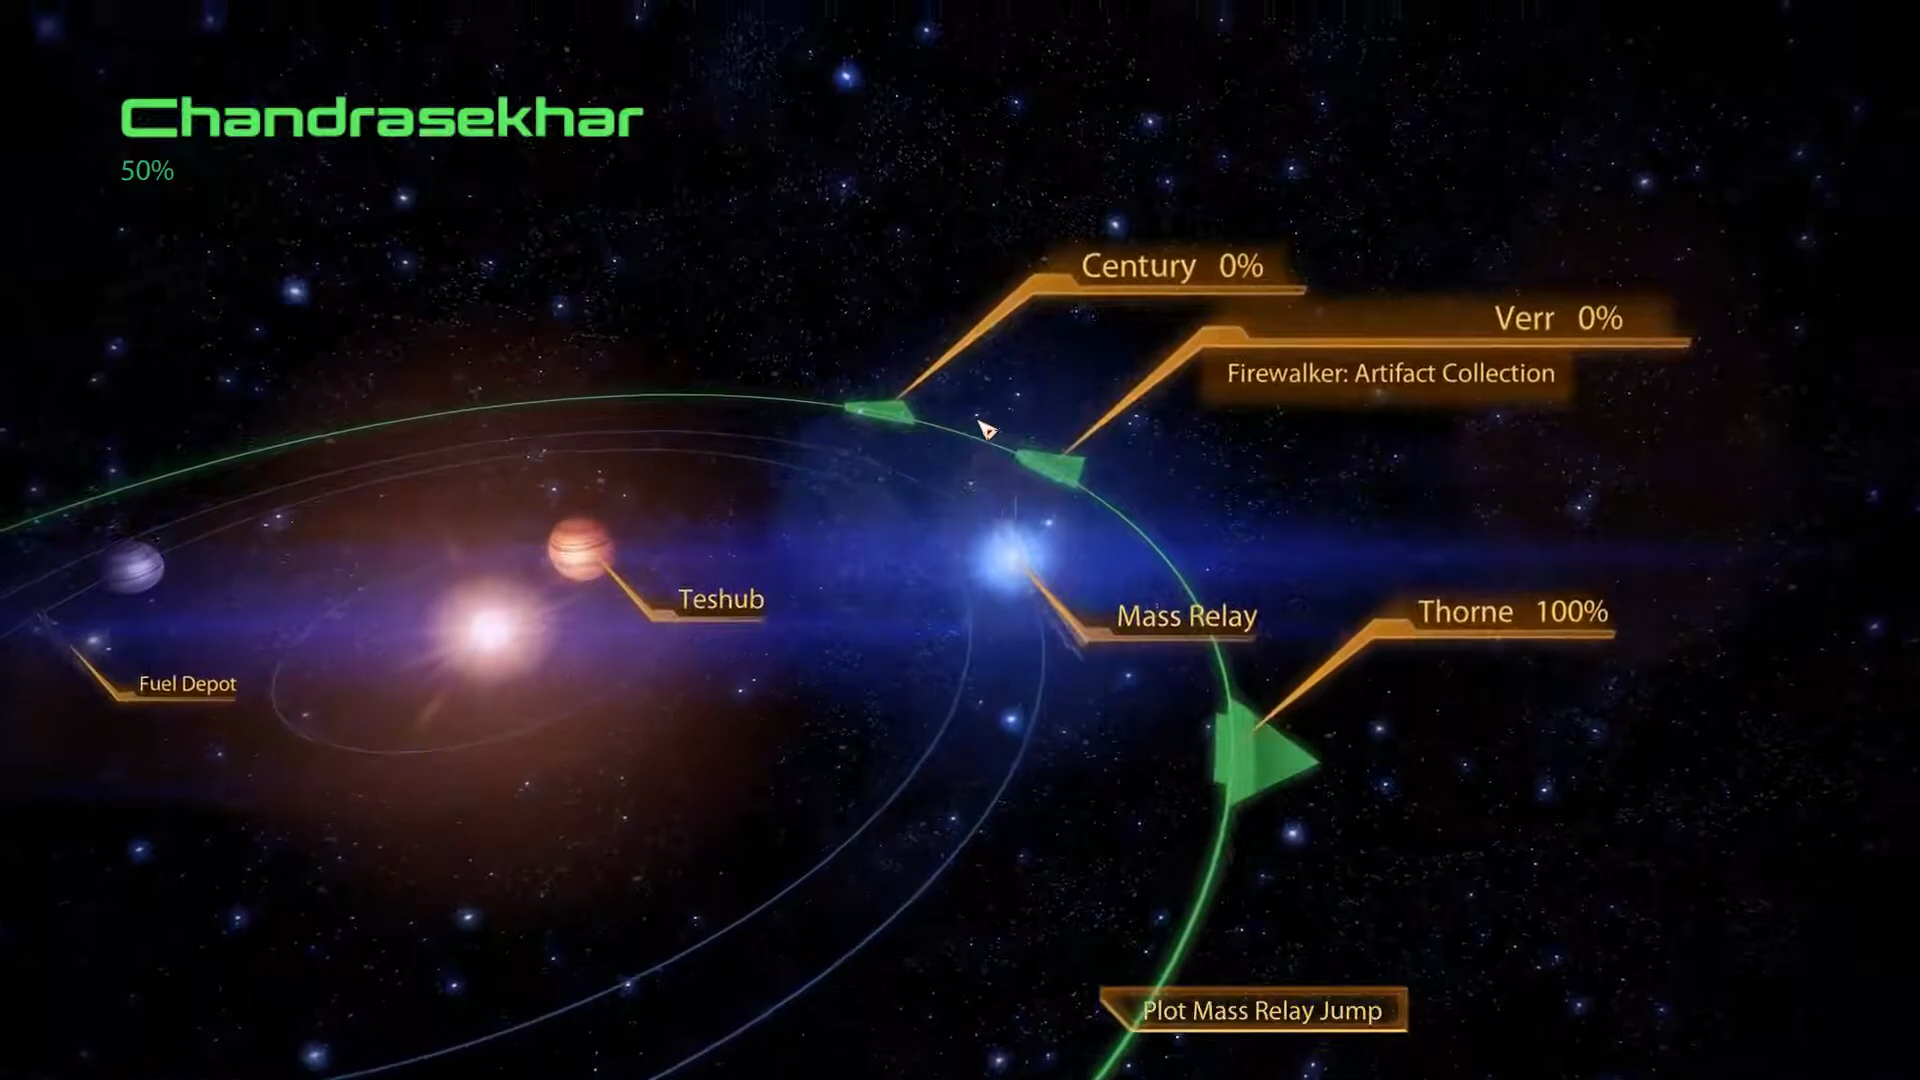 Chandrasekhar
50%
Century 0%
Verr 0%
Firewalker: Artifact Collection
Teshub
Mass Relay
Thorne 100%
Fuel Depot
Plot Mass Relay Jump